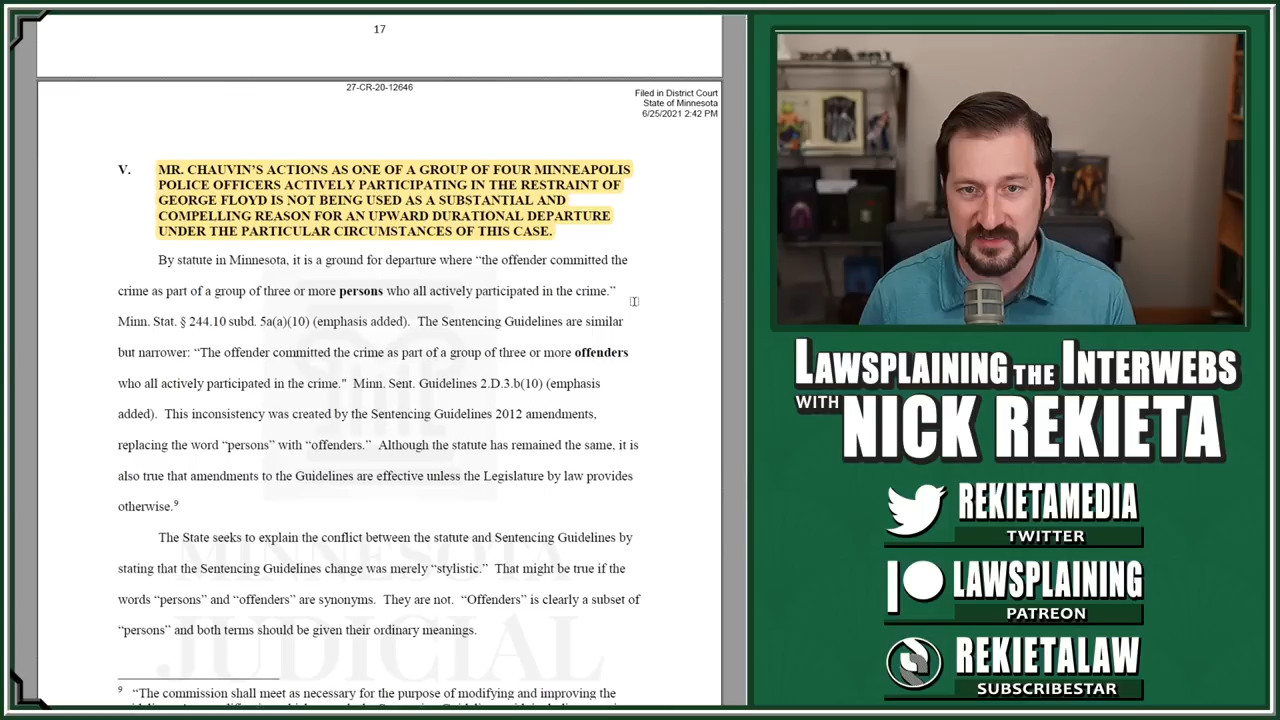 17
27-CR-20-12646
Filed in District Court
State of Minnesota
6/25/2021 2:42 PM
V. MR. CHAUVIN'S ACTIONS AS ONE OF A GROUP OF FOUR MINNEAPOLIS
POLICE OFFICERS ACTIVELY PARTICIPATING IN THE RESTRAINT OF
GEORGE FLOYD IS NOT BEING USED AS A SUBSTANTIAL AND
COMPELLING REASON FOR AN UPWARD DURATIONAL DEPARTURE
UNDER THE PARTICULAR CIRCUMSTANCES OF THIS CASE.
By statute in Minnesota, it is a ground for departure where “the offender committed the
crime as part of a group of three or more persons who all actively participated in the crime.”
Minn. Stat. § 244.10 subd. 5a(a)(10) (emphasis added). The Sentencing Guidelines are similar
but narrower: “The offender committed the crime as part of a group of three or more offenders
who all actively participated in the crime." Minn. Sent. Guidelines 2.D.3.b(10) (emphasis
added). This inconsistency was created by the Sentencing Guidelines 2012 amendments,
replacing the word “persons” with “offenders.” Although the statute has remained the same, it is
also true that amendments to the Guidelines are effective unless the Legislature by law provides
otherwise.⁹
The State seeks to explain the conflict between the statute and Sentencing Guidelines by
stating that the Sentencing Guidelines change was merely “stylistic.” That might be true if the
words “persons” and “offenders” are synonyms. They are not. “Offenders” is clearly a subset of
“persons” and both terms should be given their ordinary meanings.
⁹ “The commission shall meet as necessary for the purpose of modifying and improving the
MINNESOTA
JUDICIAL
LAWSPLAINING THE INTERWEBS
WITH NICK REKIETA
REKIETAMEDIA
TWITTER
LAWSPLAINING
PATREON
REKIETALAW
SUBSCRIBESTAR